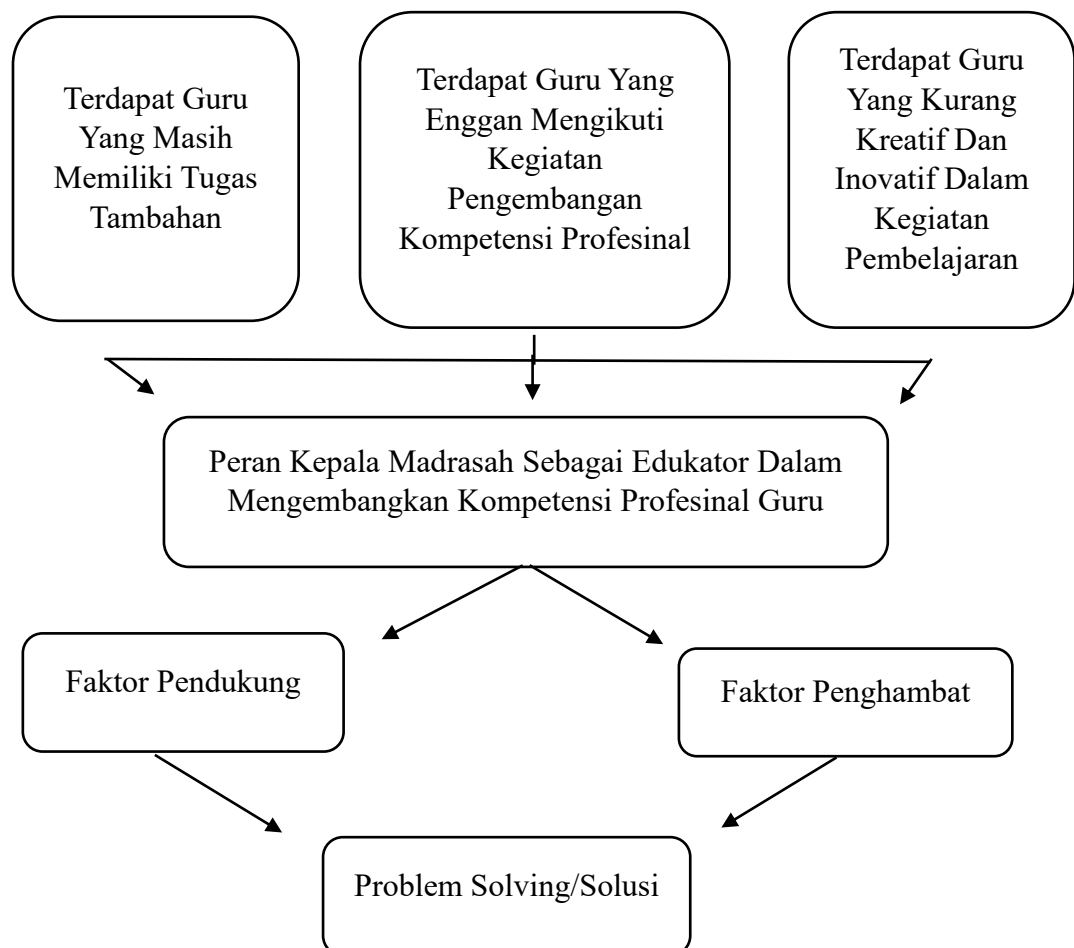 Terdapat Guru
Yang Masih
Memiliki Tugas
Tambahan
Terdapat Guru Yang
Enggan Mengikuti
Kegiatan
Pengembangan
Kompetensi Profesinal
Terdapat Guru
Yang Kurang
Kreatif Dan
Inovatif Dalam
Kegiatan
Pembelajaran
Peran Kepala Madrasah Sebagai Edukator Dalam
Mengembangkan Kompetensi Profesinal Guru
Faktor Pendukung
Faktor Penghambat
Problem Solving/Solusi